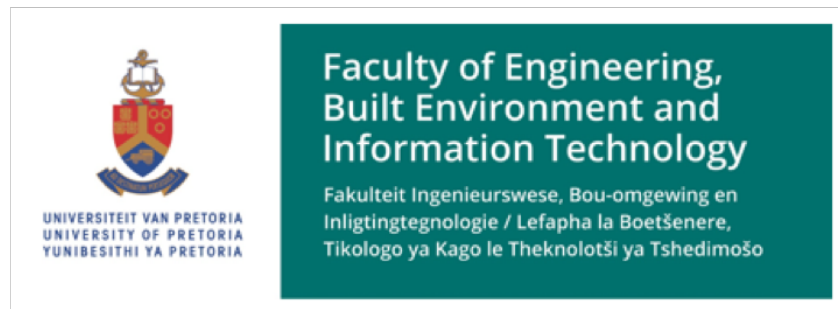 UNIVERSITEIT VAN PRETORIA
UNIVERSITY OF PRETORIA
YUNIBESITHI YA PRETORIA
Faculty of Engineering,
Built Environment and
Information Technology
Fakulteit Ingenieurswese, Bou-omgewing en
Inligtingtegnologie / Lefapha la Boetšenere,
Tikologo ya Kago le Theknolotši ya Tshedimošo